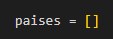 paises = []